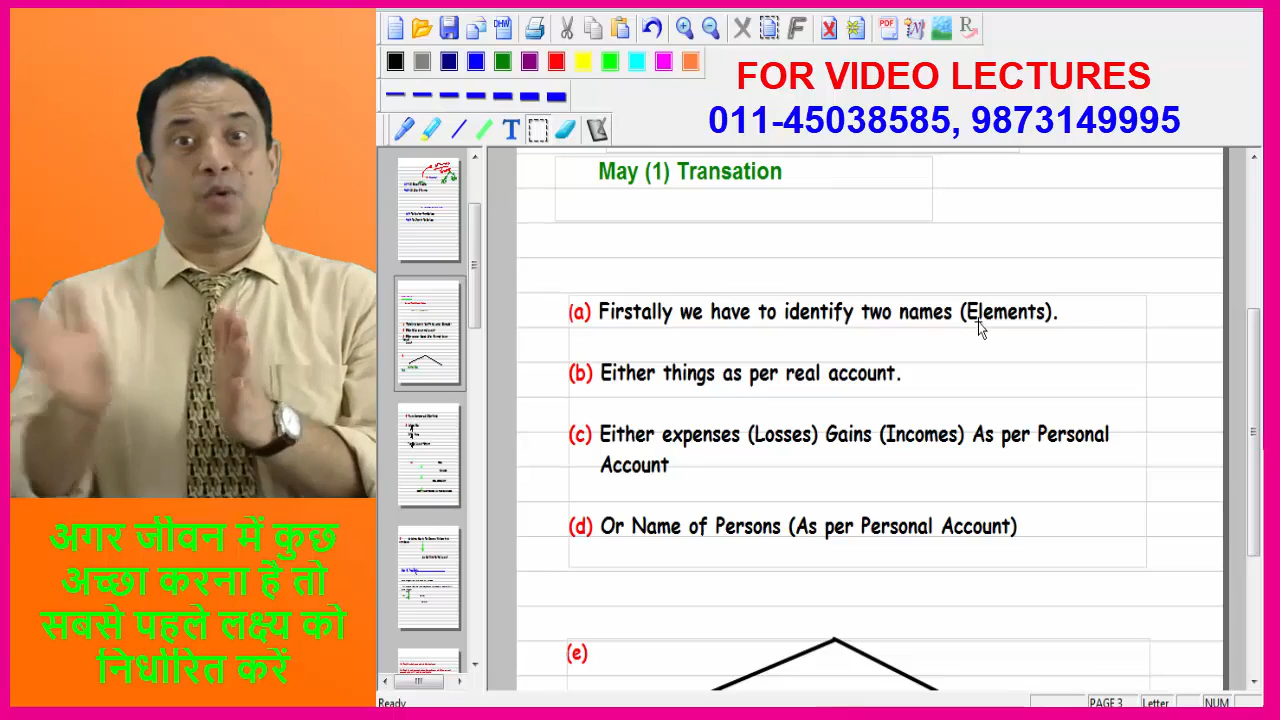 PDF
DHW
FOR VIDEO LECTURES
011-45038585, 9873149995
May (1) Transation
(a) Firstally we have to identify two names (Elements).
(b) Either things as per real account.
(c) Either expenses (Losses) Gains (Incomes) As per Personal
Account
(d) Or Name of Persons (As per Personal Account)
(e)
अगर जीवन में कुछ
अच्छा करना है तो
सबसे पहले लक्ष्य को
निर्धारित करें
Ready
PAGE 3
Letter
NUM